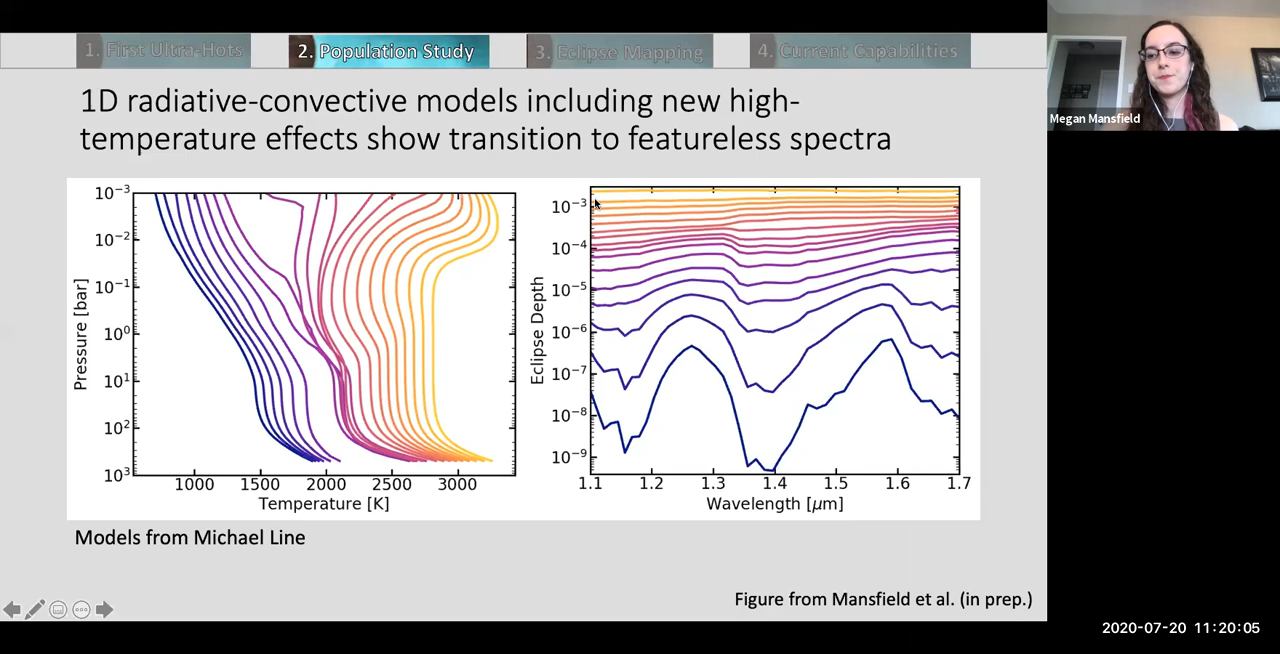 1. First Ultra-Hots
2. Population Study
3. Eclipse Mapping
4. Current Capabilities
Megan Mansfield
1D radiative-convective models including new high-
temperature effects show transition to featureless spectra
10⁻³
10⁻²
10⁻¹
10⁰
10¹
10²
10³
Pressure [bar]
1000 1500 2000 2500 3000
Temperature [K]
10⁻³
10⁻⁴
10⁻⁵
10⁻⁶
10⁻⁷
10⁻⁸
10⁻⁹
Eclipse Depth
1.1 1.2 1.3 1.4 1.5 1.6 1.7
Wavelength [μm]
Models from Michael Line
Figure from Mansfield et al. (in prep.)
2020-07-20 11:20:05